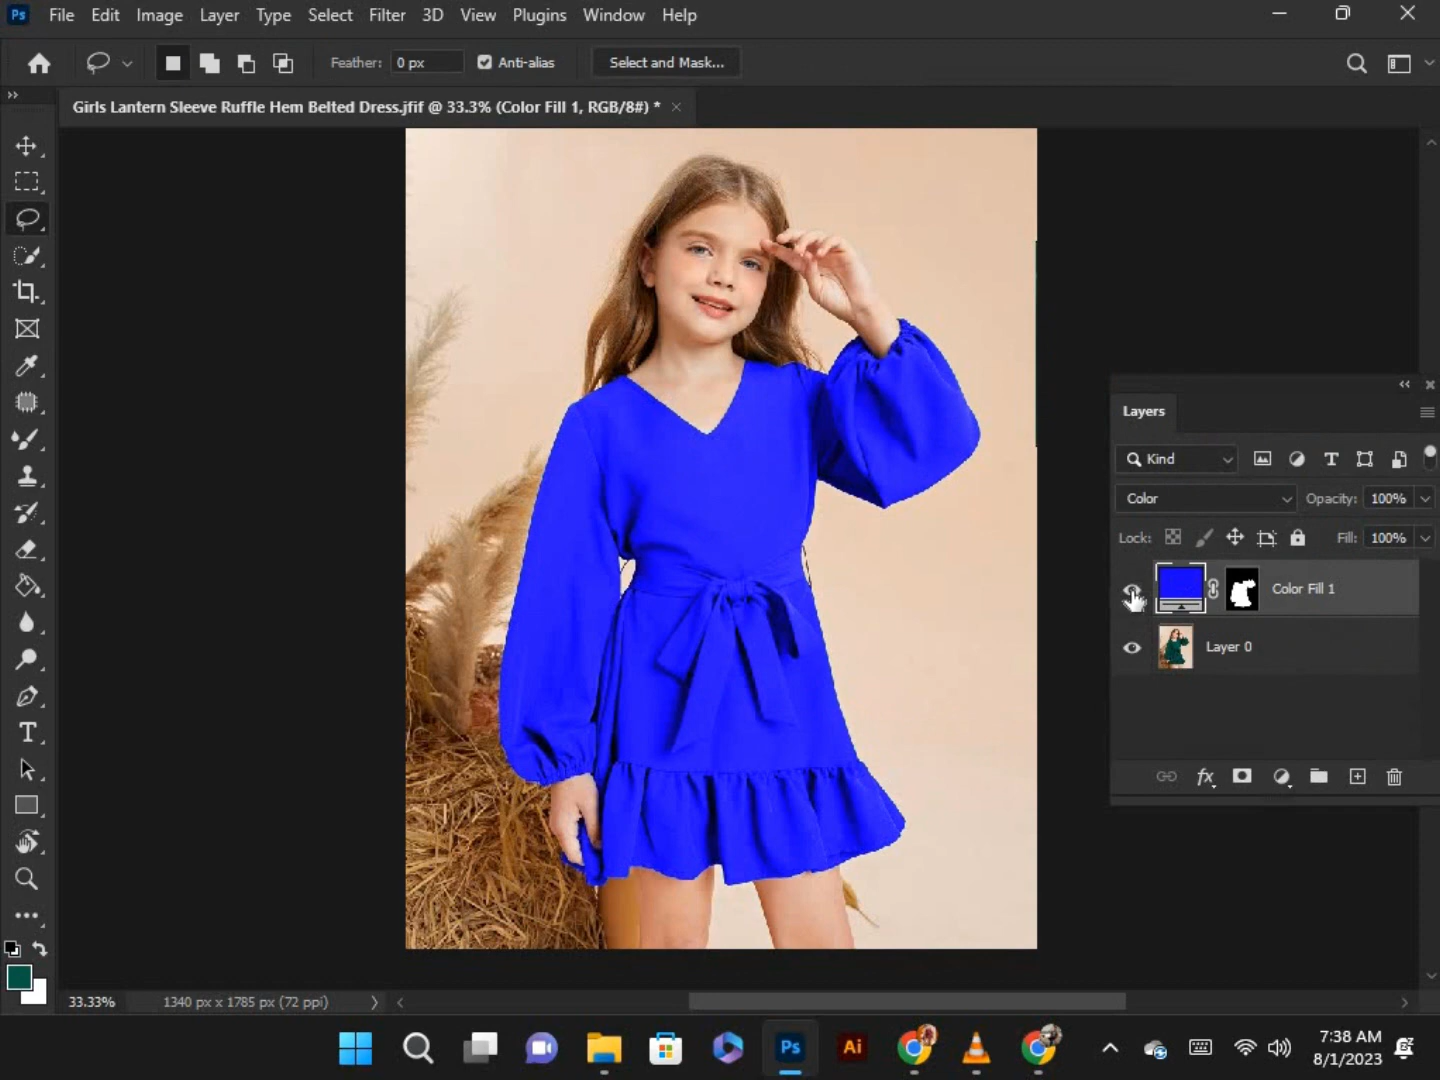 Ps File Edit Image Layer Type Select Filter 3D View Plugins Window Help
Feather: 0 px Anti-alias Select and Mask...
Girls Lantern Sleeve Ruffle Hem Belted Dress.jfif @ 33.3% (Color Fill 1, RGB/8#) *
Layers
Kind
Color Opacity: 100%
Lock: Fill: 100%
Color Fill 1
Layer 0
fx
33.33% 1340 px x 1785 px (72 ppi)
Ps Ai
7:38 AM
8/1/2023